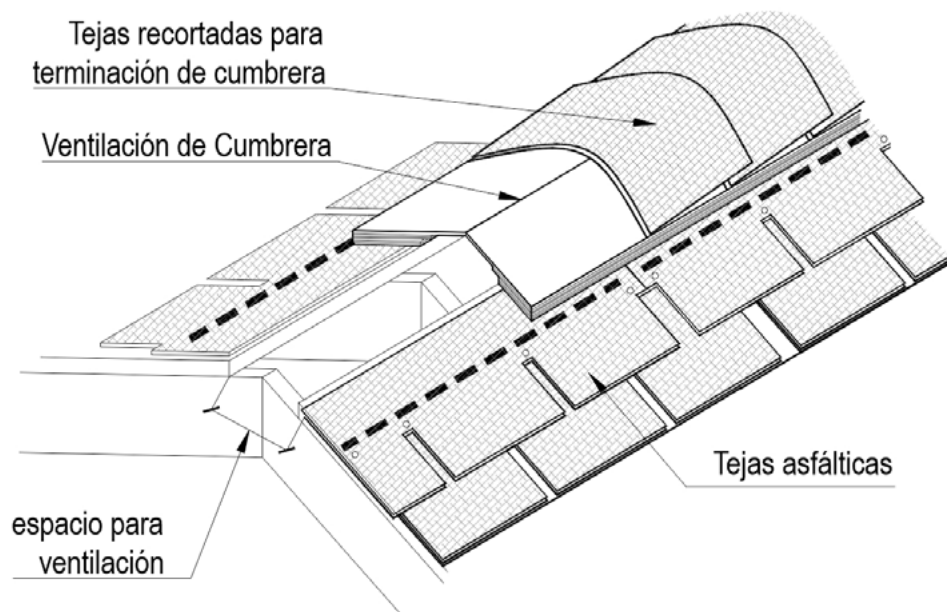 Tejas recortadas para
terminación de cumbrera
Ventilación de Cumbrera
Tejas asfálticas
espacio para
ventilación